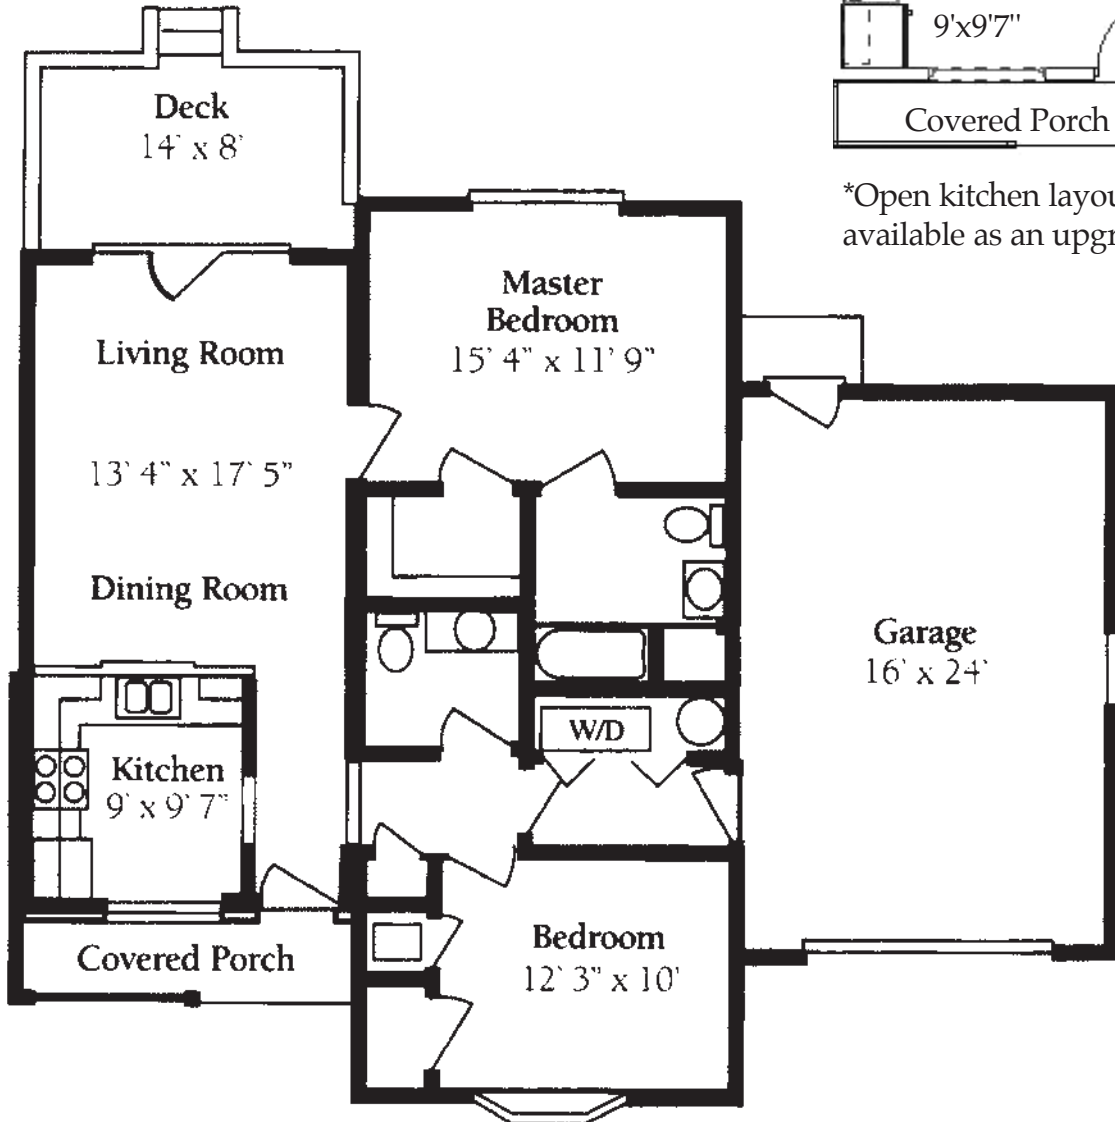 9'x9'7"
Covered Porch
*Open kitchen layou
available as an upgr
Deck
14' x 8'
Master
Bedroom
15' 4" x 11' 9"
Living Room
13' 4" x 17' 5"
Dining Room
Garage
16' x 24'
W/D
Kitchen
9' x 9' 7"
Bedroom
12' 3" x 10'
Covered Porch